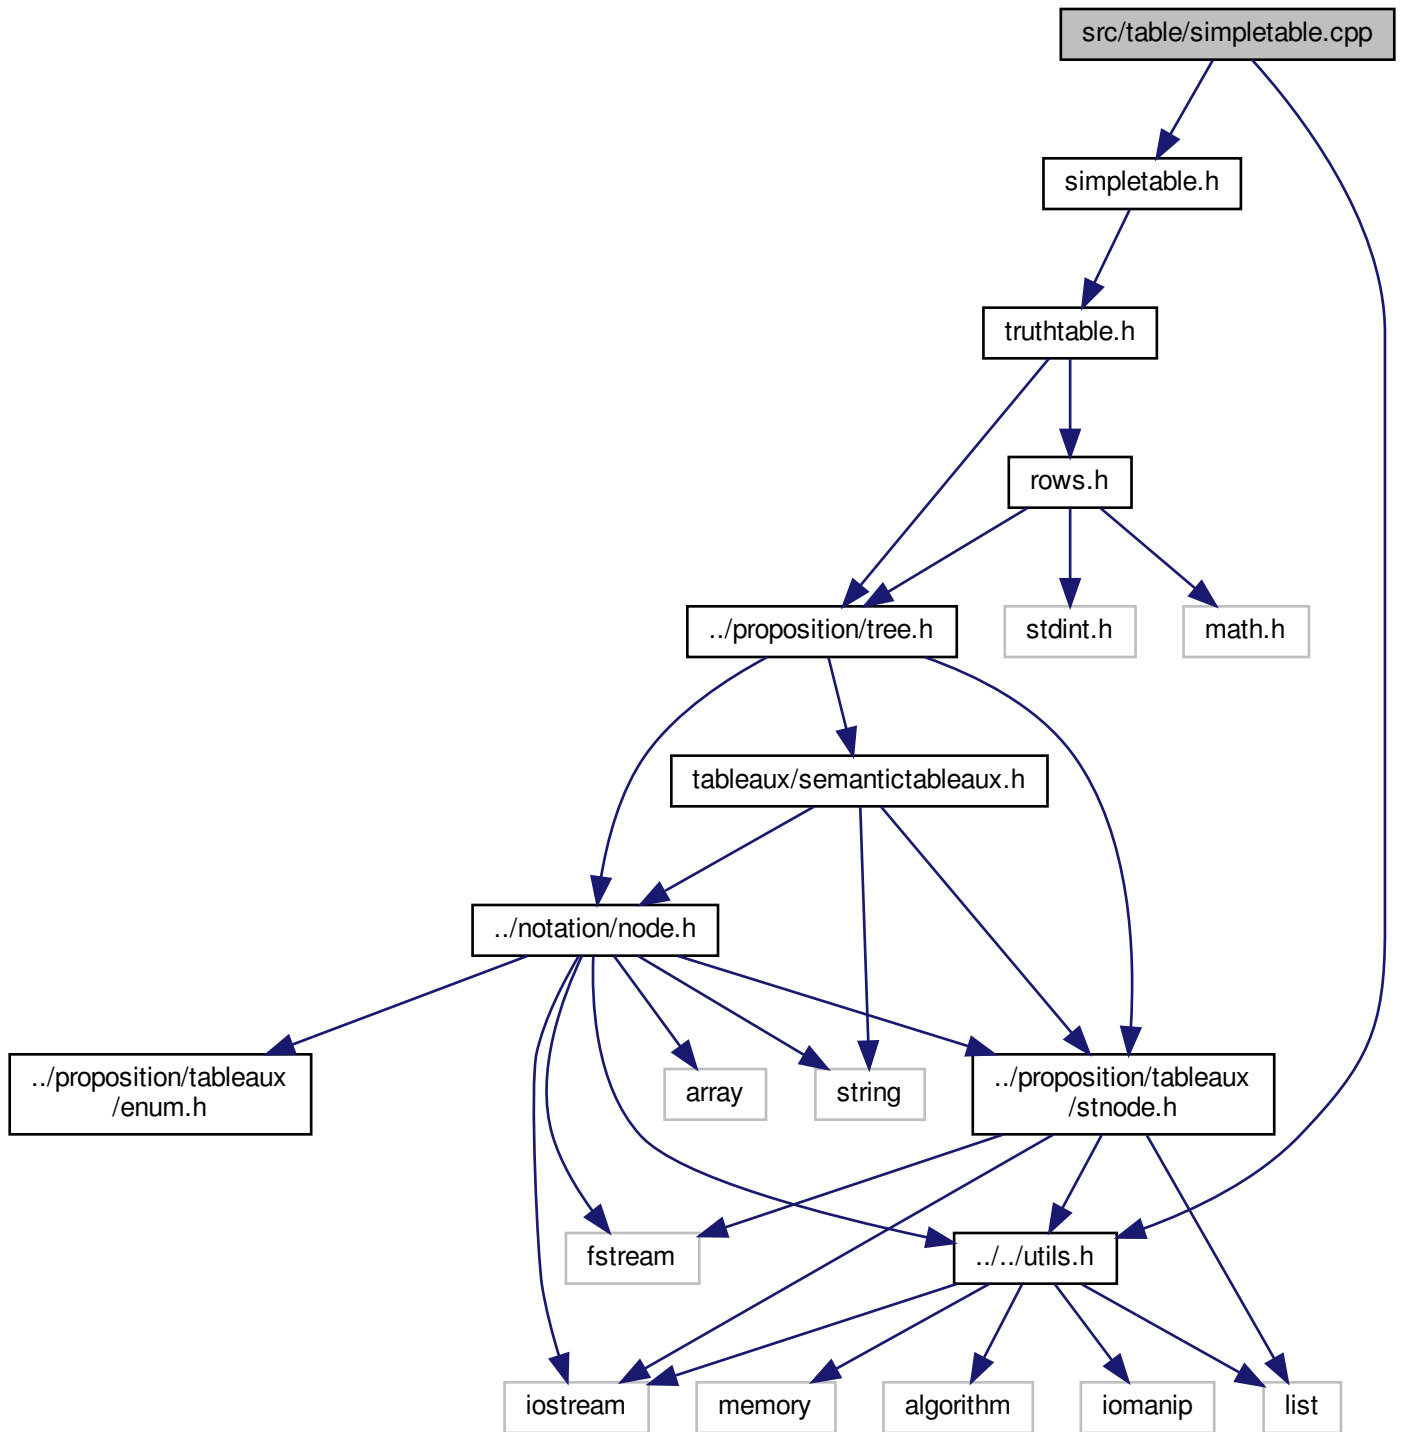 src/table/simpletable.cpp
simpletable.h
truthtable.h
rows.h
../proposition/tree.h
stdint.h
math.h
tableaux/semantictableaux.h
../notation/node.h
../proposition/tableaux
/enum.h
array
string
../proposition/tableaux
/stnode.h
fstream
../../utils.h
iostream
memory
algorithm
iomanip
list